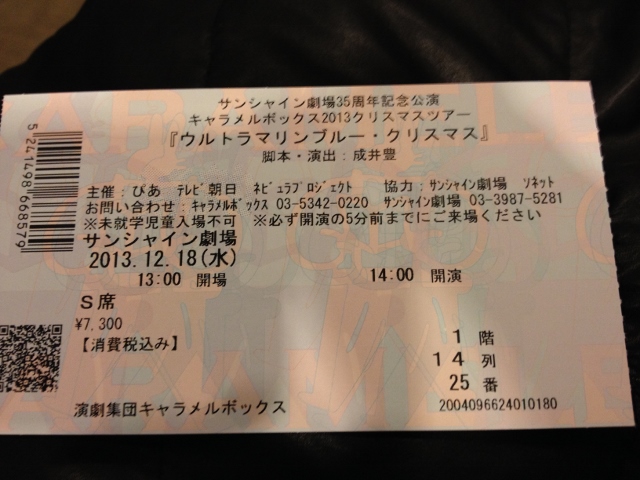 サンシャイン劇場35周年記念公演
キャラメルボックス2013クリスマスツアー
『ウルトラマリンブルー・クリスマス』
脚本・演出：成井豊
主催：ぴあ テレビ朝日 ネビュラプロジェクト 協力：サンシャイン劇場 ソネット
お問い合わせ：キャラメルボックス 03-5342-0220 サンシャイン劇場 03-3987-5281
※未就学児童入場不可 ※必ず開演の5分前までにご来場ください
サンシャイン劇場
2013.12.18(水)
13:00 開場 14:00 開演
S席
¥7,300
【消費税込み】
1 階
14 列
25 番
演劇集団キャラメルボックス
2004096624010180
5241098668579